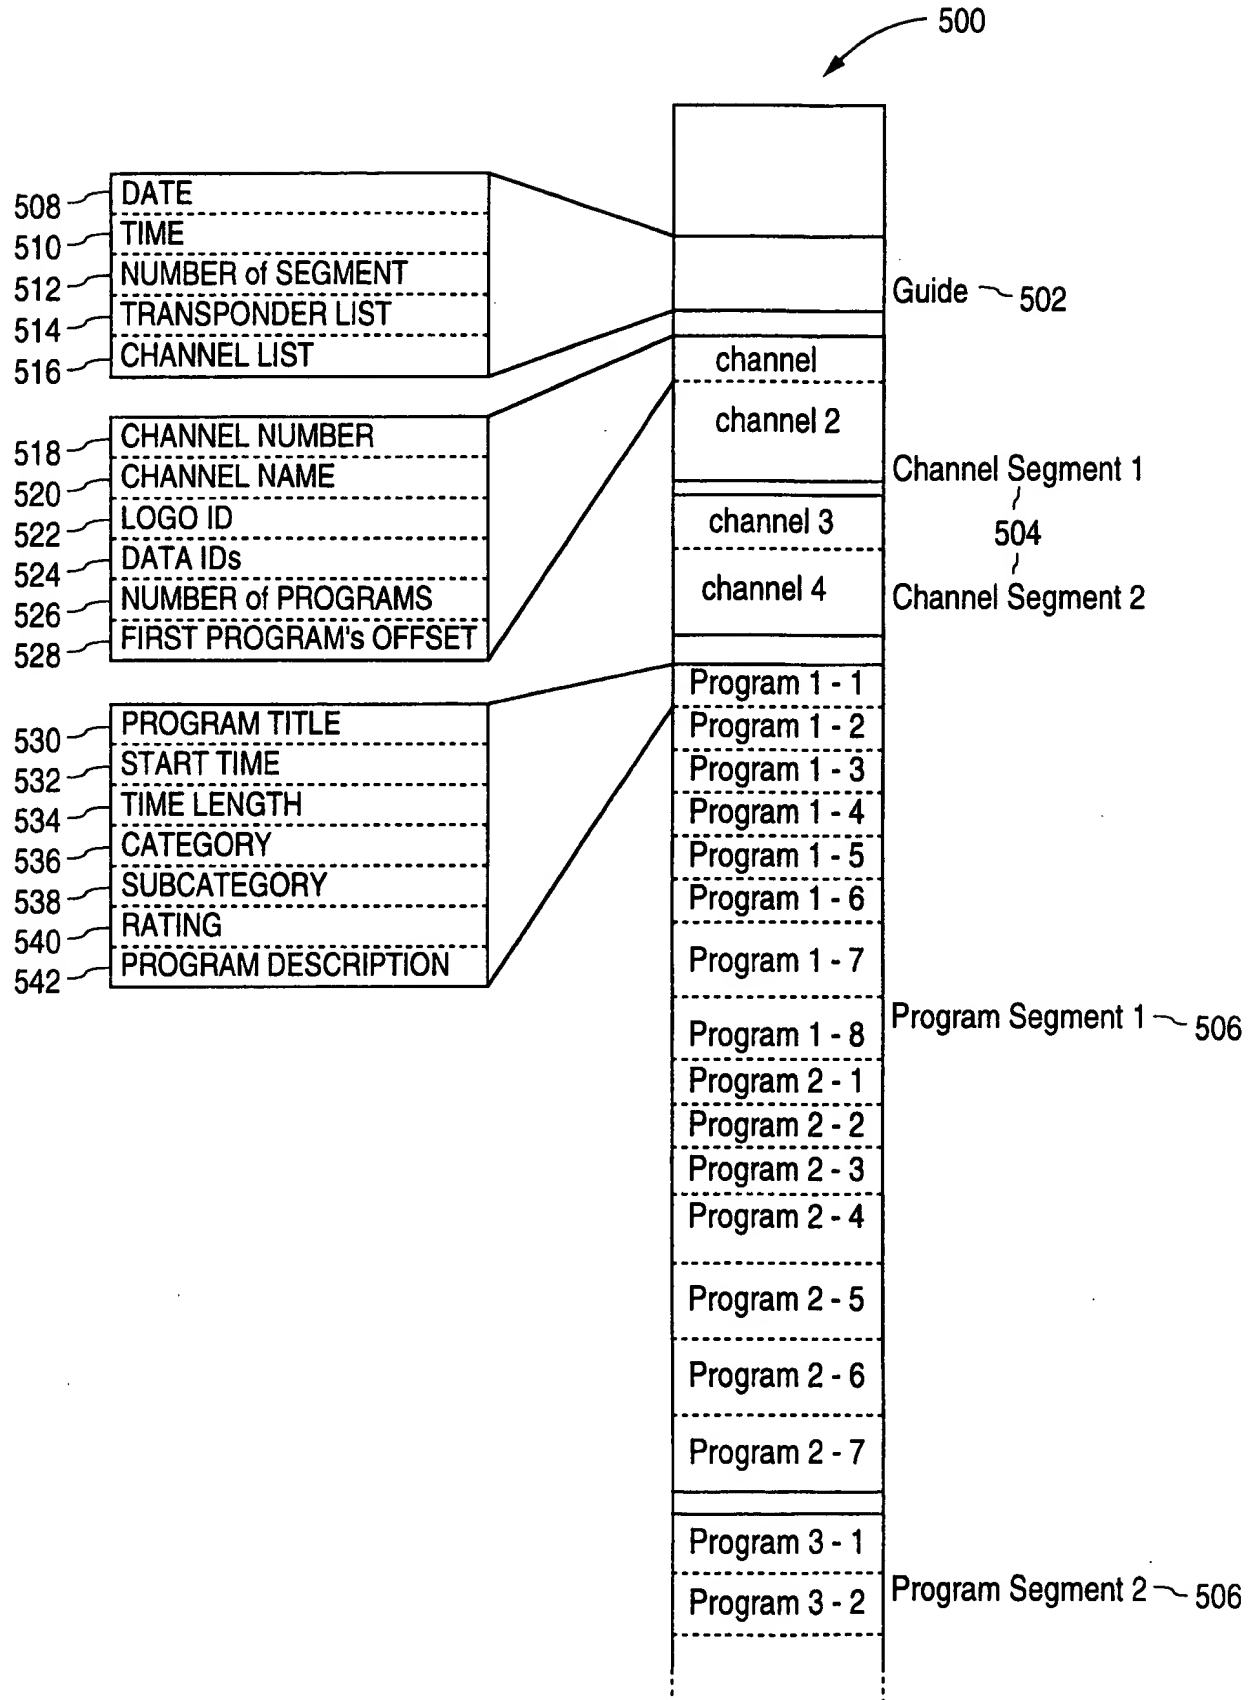 500
508 DATE
510 TIME
512 NUMBER of SEGMENT
514 TRANSPONDER LIST
516 CHANNEL LIST
Guide 502
518 CHANNEL NUMBER
520 CHANNEL NAME
522 LOGO ID
524 DATA IDs
526 NUMBER of PROGRAMS
528 FIRST PROGRAM's OFFSET
channel
channel 2
Channel Segment 1
504
channel 3
channel 4
Channel Segment 2
530 PROGRAM TITLE
532 START TIME
534 TIME LENGTH
536 CATEGORY
538 SUBCATEGORY
540 RATING
542 PROGRAM DESCRIPTION
Program 1 - 1
Program 1 - 2
Program 1 - 3
Program 1 - 4
Program 1 - 5
Program 1 - 6
Program 1 - 7
Program 1 - 8
Program Segment 1 506
Program 2 - 1
Program 2 - 2
Program 2 - 3
Program 2 - 4
Program 2 - 5
Program 2 - 6
Program 2 - 7
Program 3 - 1
Program 3 - 2
Program Segment 2 506